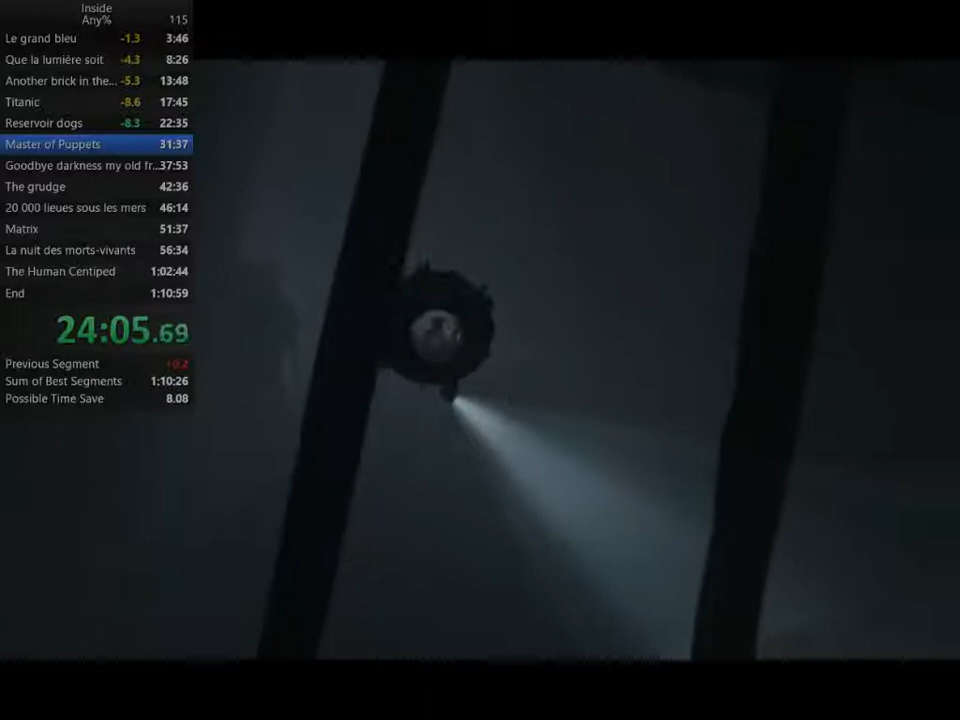 Inside
Any% 115
Le grand bleu -1.3 3:46
Que la lumière soit -4.3 8:26
Another brick in the... -5.3 13:48
Titanic -8.6 17:45
Reservoir dogs -8.3 22:35
Master of Puppets 31:37
Goodbye darkness my old fr... 37:53
The grudge 42:36
20 000 lieues sous les mers 46:14
Matrix 51:37
La nuit des morts-vivants 56:34
The Human Centiped 1:02:44
End 1:10:59
24:05.69
Previous Segment +0.2
Sum of Best Segments 1:10:26
Possible Time Save 8.08